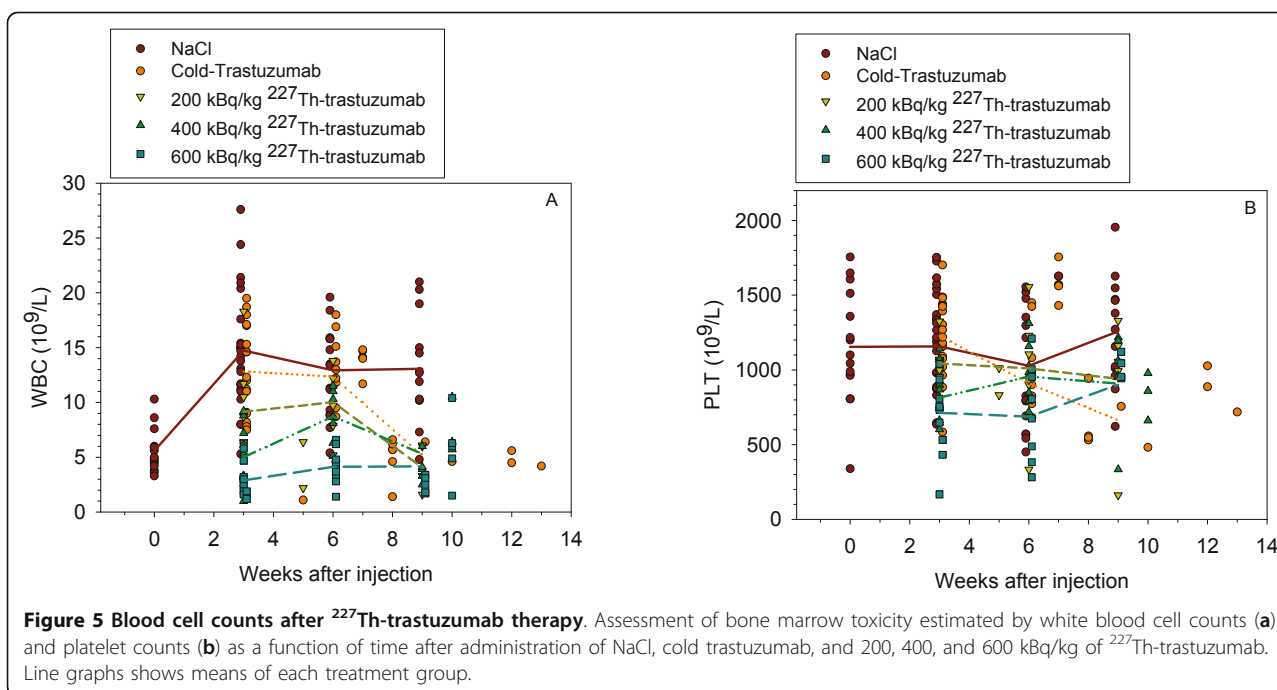 NaCl
Cold-Trastuzumab
200 kBq/kg 227Th-trastuzumab
400 kBq/kg 227Th-trastuzumab
600 kBq/kg 227Th-trastuzumab
A
30
25
20
15
10
5
0
WBC (10^9/L)
0 2 4 6 8 10 12 14
Weeks after injection
NaCl
Cold-Trastuzumab
200 kBq/kg 227Th-trastuzumab
400 kBq/kg 227Th-trastuzumab
600 kBq/kg 227Th-trastuzumab
B
2000
1500
1000
500
0
PLT (10^9/L)
0 2 4 6 8 10 12 14
Weeks after injection
Figure 5 Blood cell counts after 227Th-trastuzumab therapy. Assessment of bone marrow toxicity estimated by white blood cell counts (a)
and platelet counts (b) as a function of time after administration of NaCl, cold trastuzumab, and 200, 400, and 600 kBq/kg of 227Th-trastuzumab.
Line graphs shows means of each treatment group.